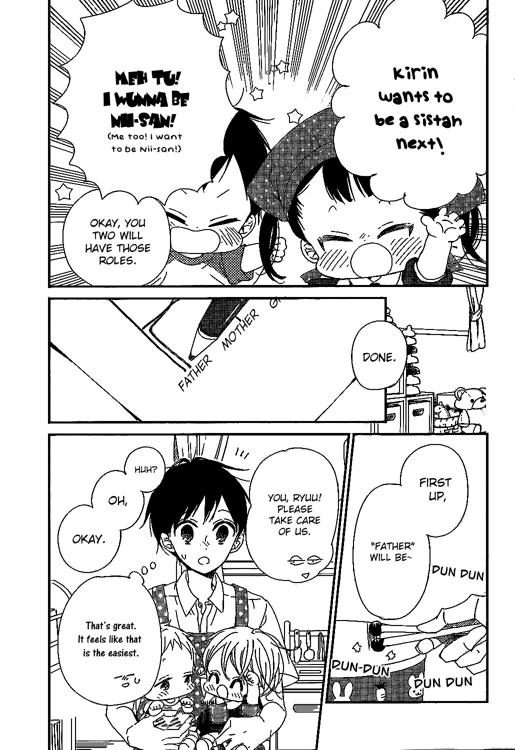 Kirin
wants to
be a sistah
next!
MEH TU!
I WUNNA BE
NII-SAN!
(Me too! I want
to be Nii-san!)
OKAY, YOU
TWO WILL
HAVE THOSE
ROLES.
FATHER MOTHER
DONE.
FIRST
UP,
"FATHER"
WILL BE~
DUN DUN
DUN-DUN
DUN DUN
YOU, RYUU!
PLEASE
TAKE CARE
OF US.
HUH?
OH,
OKAY.
That's great.
It feels like that
is the easiest.